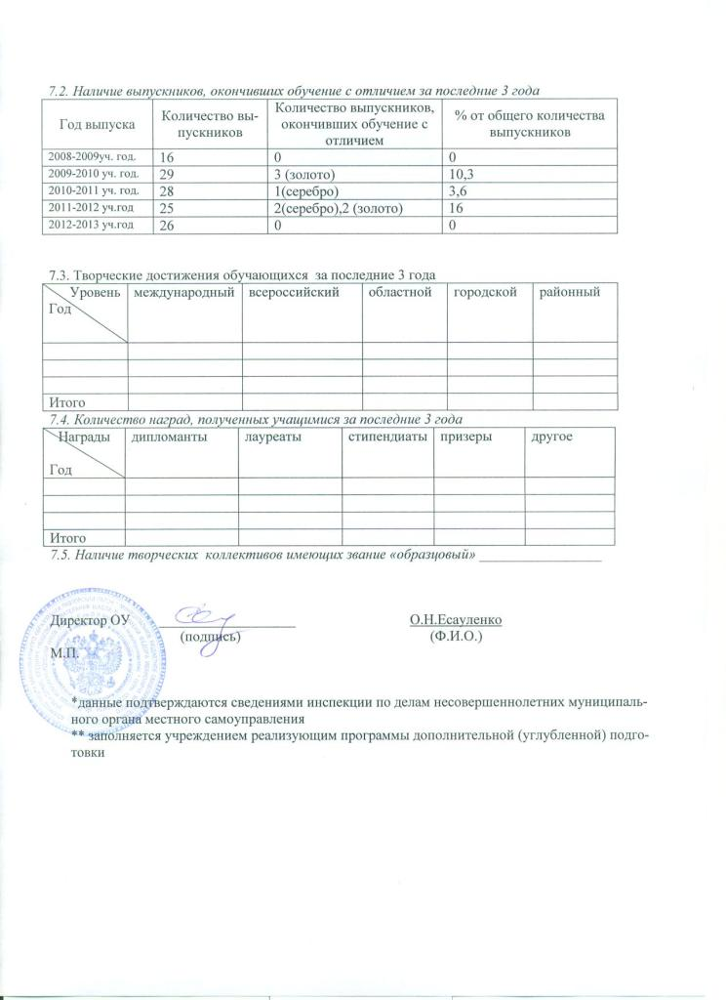 7.2. Наличие выпускников, окончивших обучение с отличием за последние 3 года
Год выпуска
Количество вы-
пускников
Количество выпускников,
окончивших обучение с
отличием
% от общего количества
выпускников
2008-2009уч. год. 16 0 0
2009-2010 уч. год. 29 3 (золото) 10,3
2010-2011 уч. год. 28 1(серебро) 3,6
2011-2012 уч.год 25 2(серебро),2 (золото) 16
2012-2013 уч.год 26 0 0
7.3. Творческие достижения обучающихся за последние 3 года
Уровень международный всероссийский областной городской районный
Год
Итого
7.4. Количество наград, полученных учащимися за последние 3 года
Награды дипломанты лауреаты стипендиаты призеры другое
Год
Итого
7.5. Наличие творческих коллективов имеющих звание «образцовый» _________________
Директор ОУ ___________________ О.Н.Есауленко
(подпись) (Ф.И.О.)
М.П.
*данные подтверждаются сведениями инспекции по делам несовершеннолетних муниципаль-
ного органа местного самоуправления
** заполняется учреждением реализующим программы дополнительной (углубленной) подго-
товки